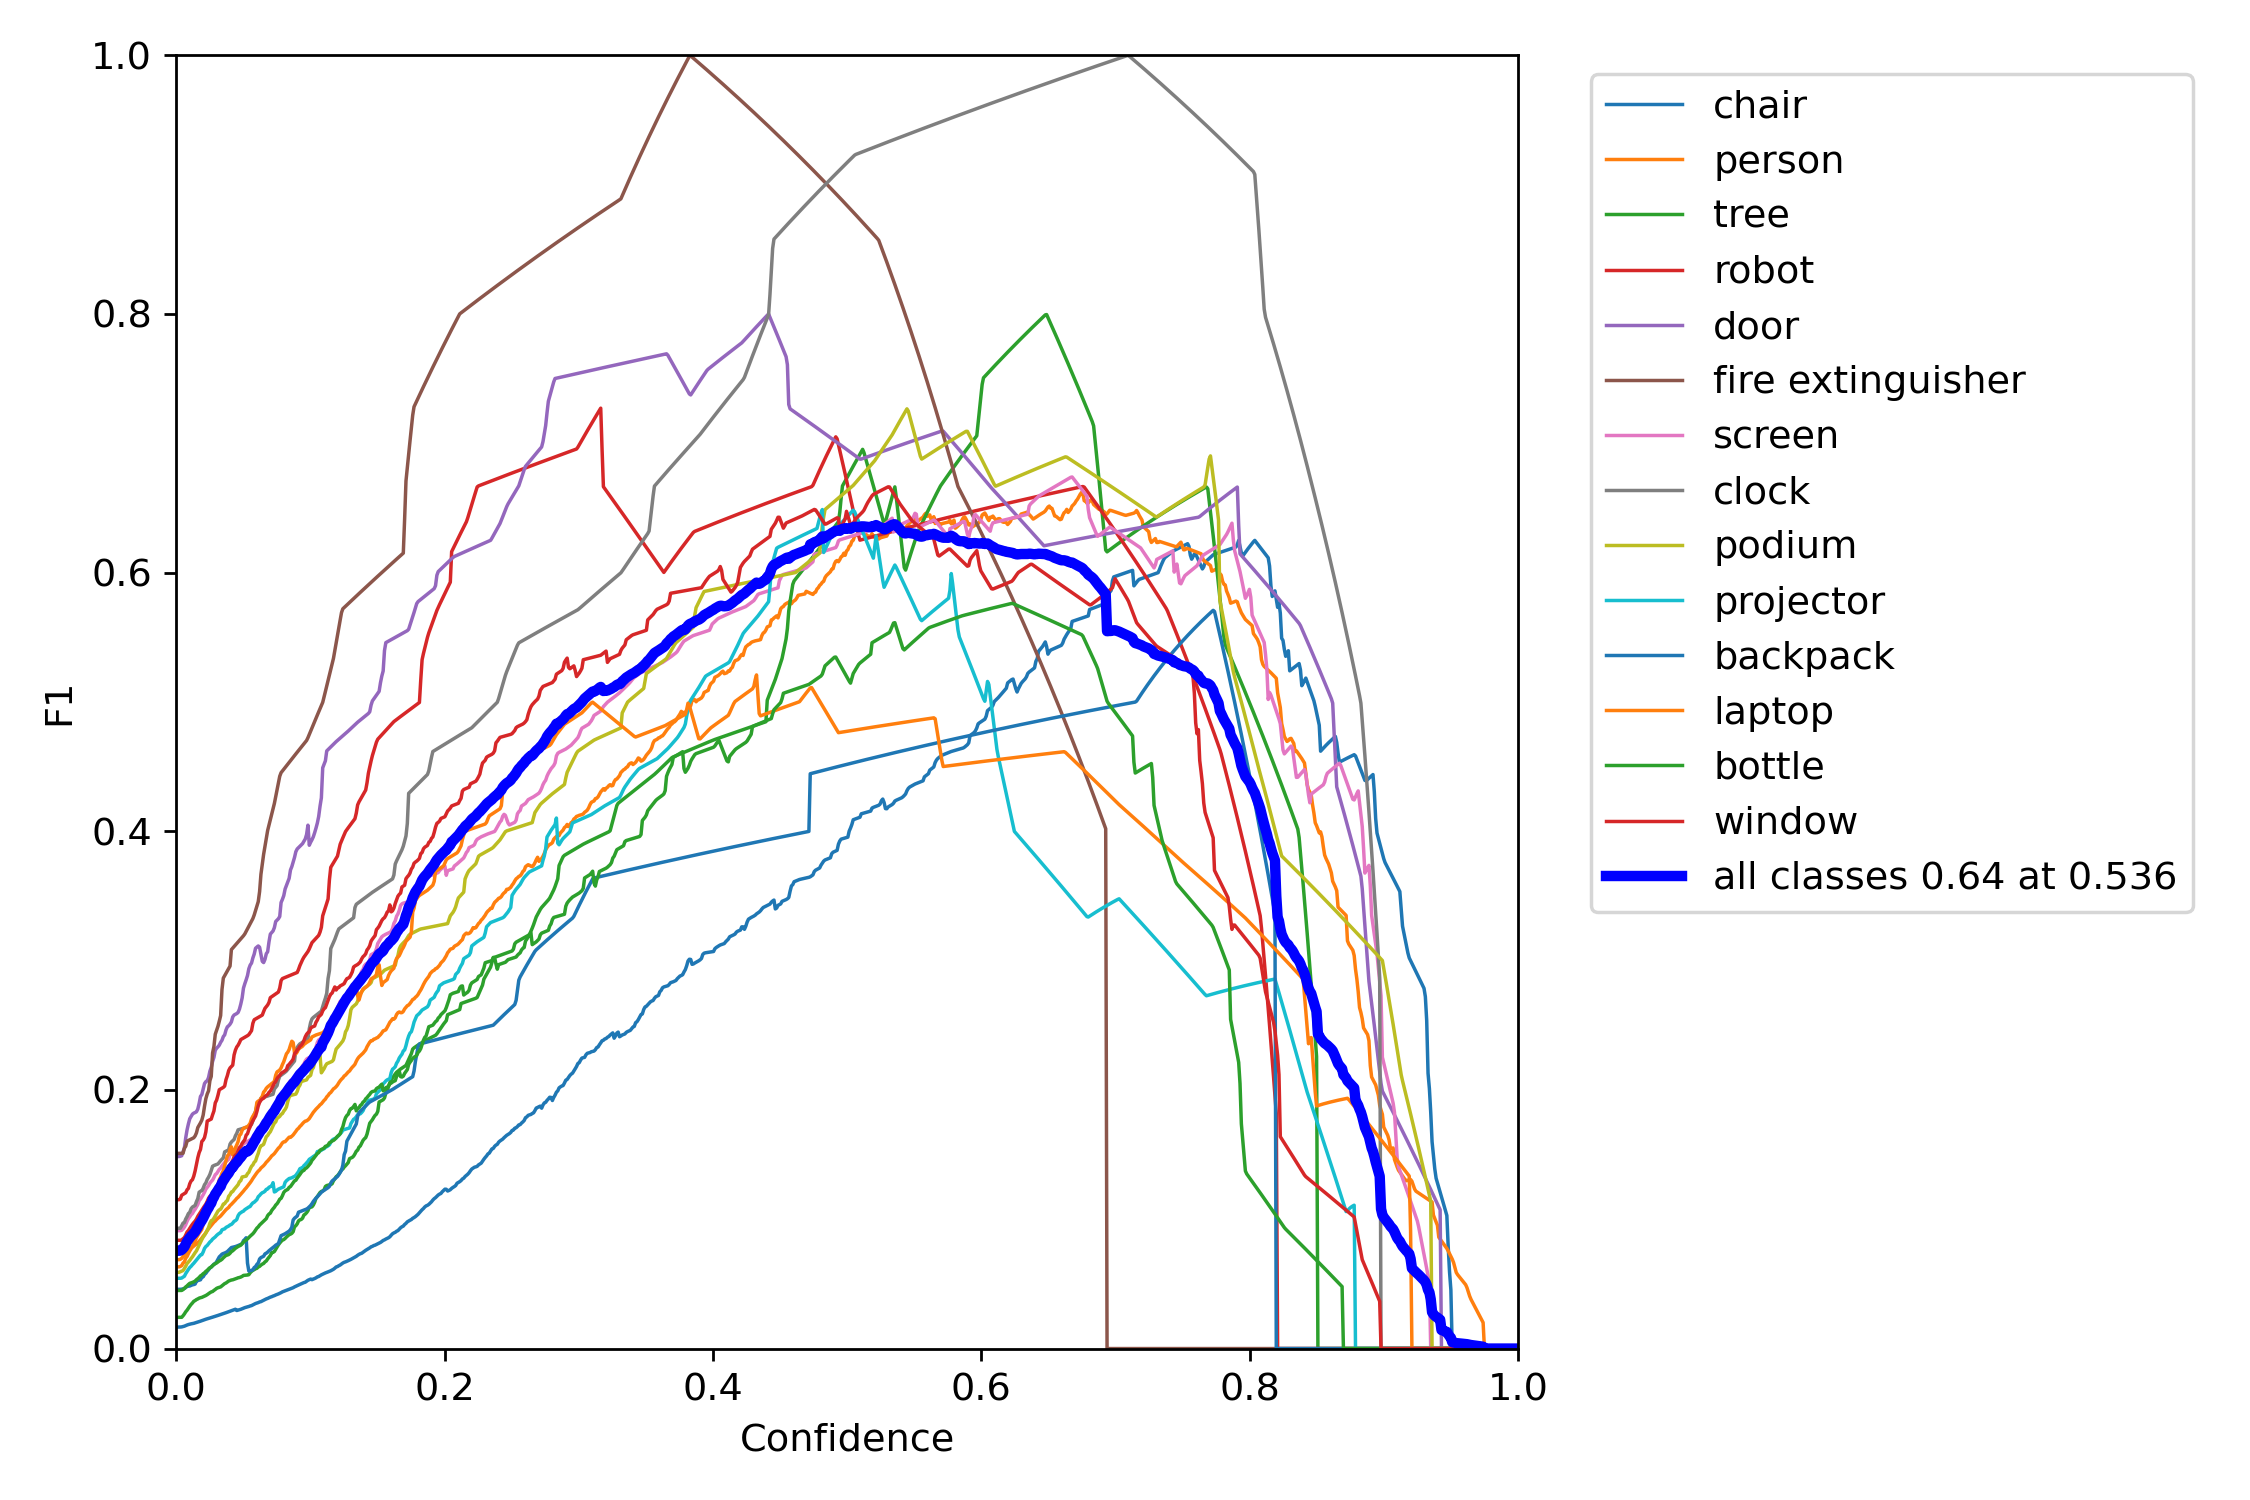 F1
1.0
0.8
0.6
0.4
0.2
0.0
0.0 0.2 0.4 0.6 0.8 1.0
Confidence
chair
person
tree
robot
door
fire extinguisher
screen
clock
podium
projector
backpack
laptop
bottle
window
all classes 0.64 at 0.536